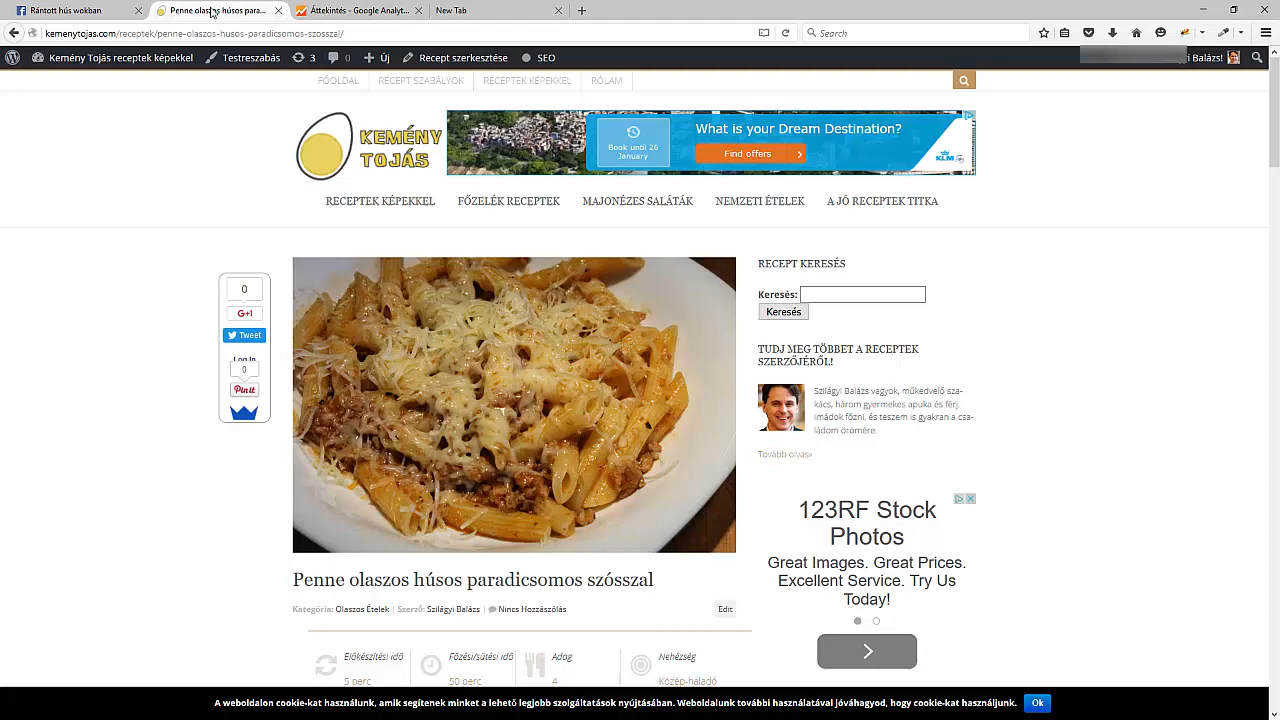 Rántott hús wokban
Penne olaszos húsos para...
Áttekintés - Google Analyt...
New Tab
kemenytojas.com/receptek/penne-olaszos-husos-paradicsomos-szosszal/
Search
Kemény Tojás receptek képekkel
Testreszabás
3
0
Új
Recept szerkesztése
SEO
i Balázs!
FŐOLDAL
RECEPT SZABÁLYOK
RECEPTEK KÉPEKKEL
RÓLAM
KEMÉNY
TOJÁS
Book until 26
January
What is your Dream Destination?
Find offers
KLM
RECEPTEK KÉPEKKEL
FŐZELÉK RECEPTEK
MAJONÉZES SALÁTÁK
NEMZETI ÉTELEK
A JÓ RECEPTEK TITKA
0
G+1
Tweet
Log In
0
Pinit
RECEPT KERESÉS
Keresés:
Keresés
TUDJ MEG TÖBBET A RECEPTEK
SZERZŐJÉRŐL!
Szilágyi Balázs vagyok, műkedvelő sza-
kács, három gyermekes apuka és férj.
Imádok főzni, és teszem is gyakran a csa-
ládom örömére.
Tovább olvas»
123RF Stock
Photos
Great Images. Great Prices.
Excellent Service. Try Us
Today!
Penne olaszos húsos paradicsomos szósszal
Kategória: Olaszos Ételek | Szerző: Szilágyi Balázs | Nincs Hozzászólás
Edit
Előkészítési idő
5 perc
Főzési/sütési idő
50 perc
Adag
4
Nehézség
Közép-haladó
A weboldalon cookie-kat használunk, amik segítenek minket a lehető legjobb szolgáltatások nyújtásában. Weboldalunk további használatával jóváhagyod, hogy cookie-kat használjunk.
Ok